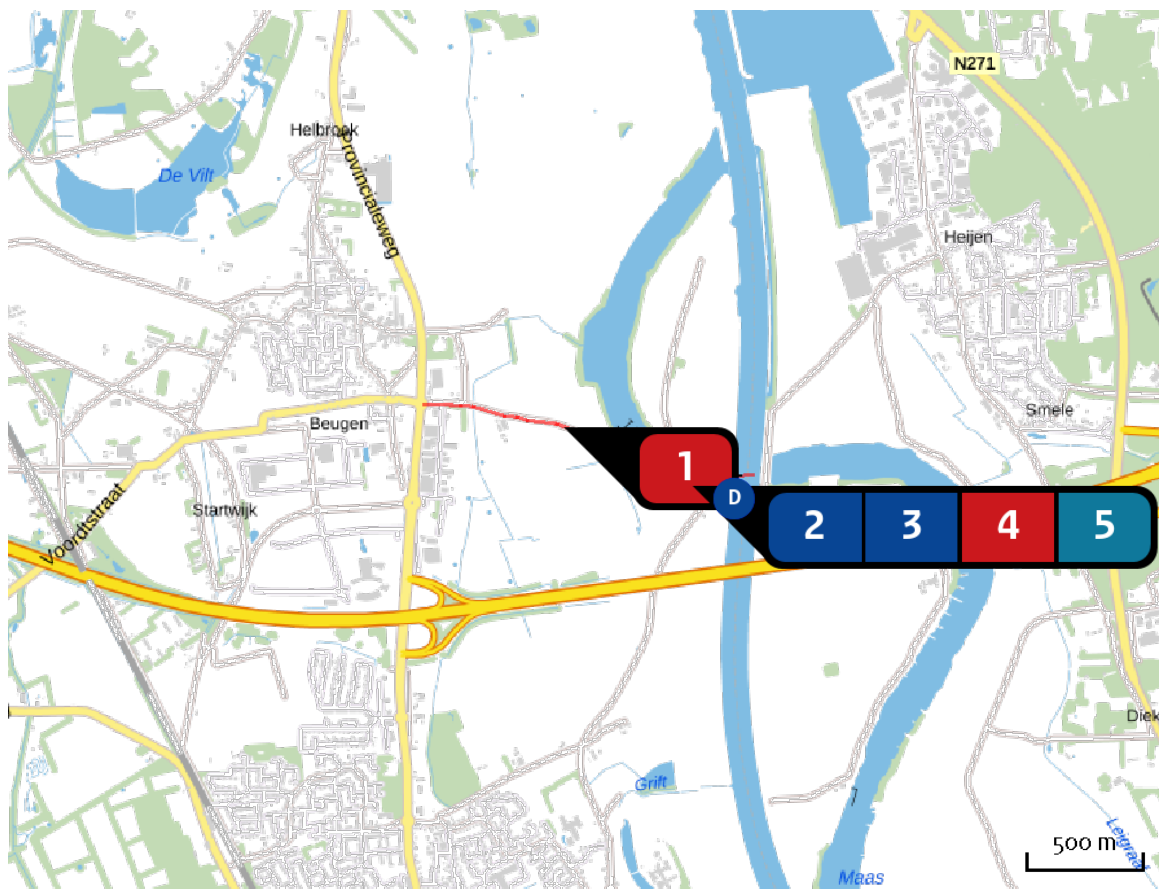 N271
Helbroek
Provincialeweg
De Vilt
Heijen
Smele
Beugen
1
D
2 3 4 5
Startwijk
Voordtstraat
Diek
Grift
500 m
Leigraaf
Maas